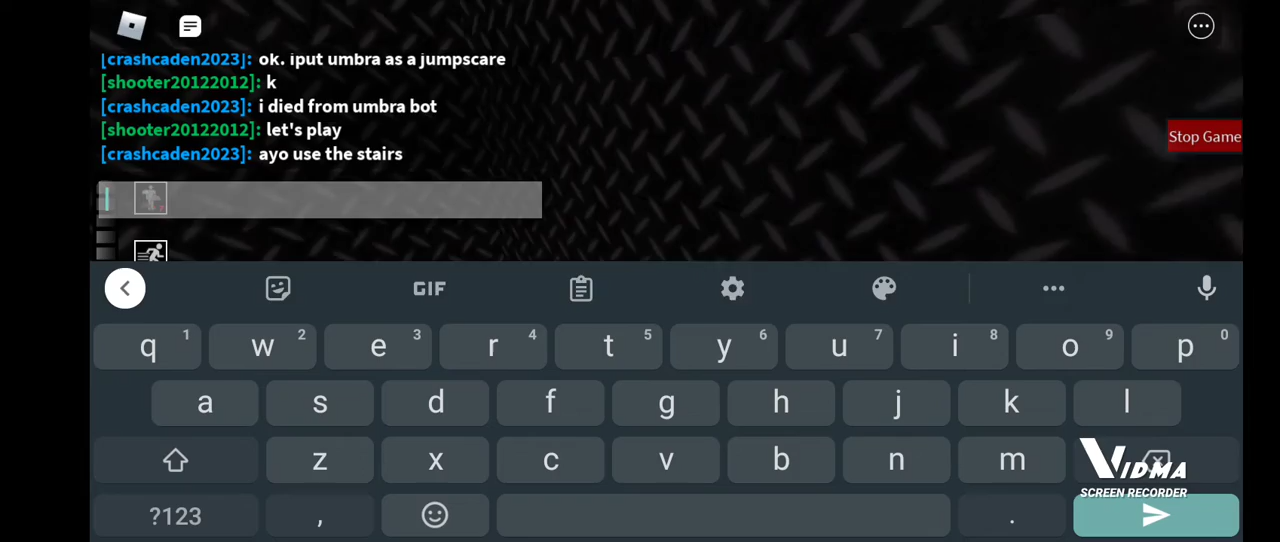 [crashcaden2023]: ok. iput umbra as a jumpscare
[shooter20122012]: k
[crashcaden2023]: i died from umbra bot
Stop Game
[shooter20122012]: let's play
[crashcaden2023]: ayo use the stairs
GIF
q 1 w 2 e 3 r 4 t 5 y 6 u 7 i 8 o 9 p 0
a s d f g h j k l
z x c v b n m
VIDMA
SCREEN RECORDER
?123 , .